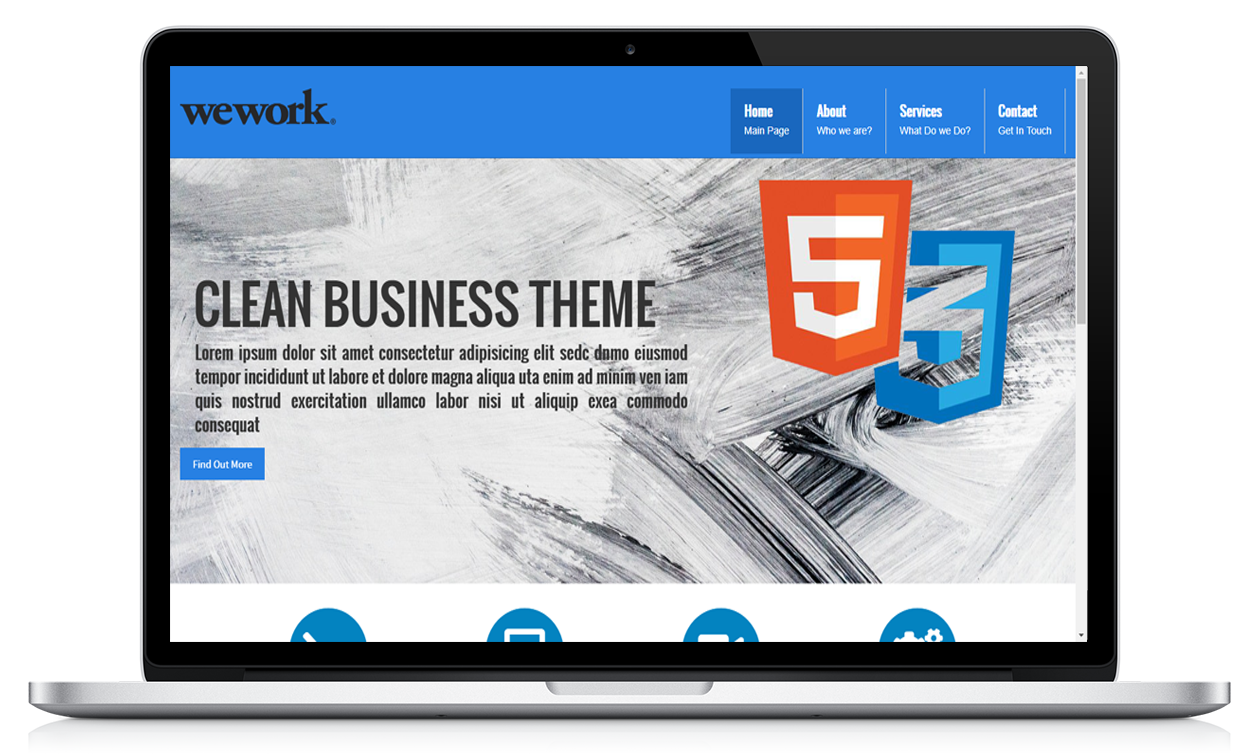 wework.
Home
Main Page
About
Who we are?
Services
What Do we Do?
Contact
Get In Touch
5
3
CLEAN BUSINESS THEME
Lorem ipsum dolor sit amet consectetur adipisicing elit sedc dnmo eiusmod
tempor incididunt ut labore et dolore magna aliqua uta enim ad minim ven iam
quis nostrud exercitation ullamco labor nisi ut aliquip exea commodo
consequat
Find Out More